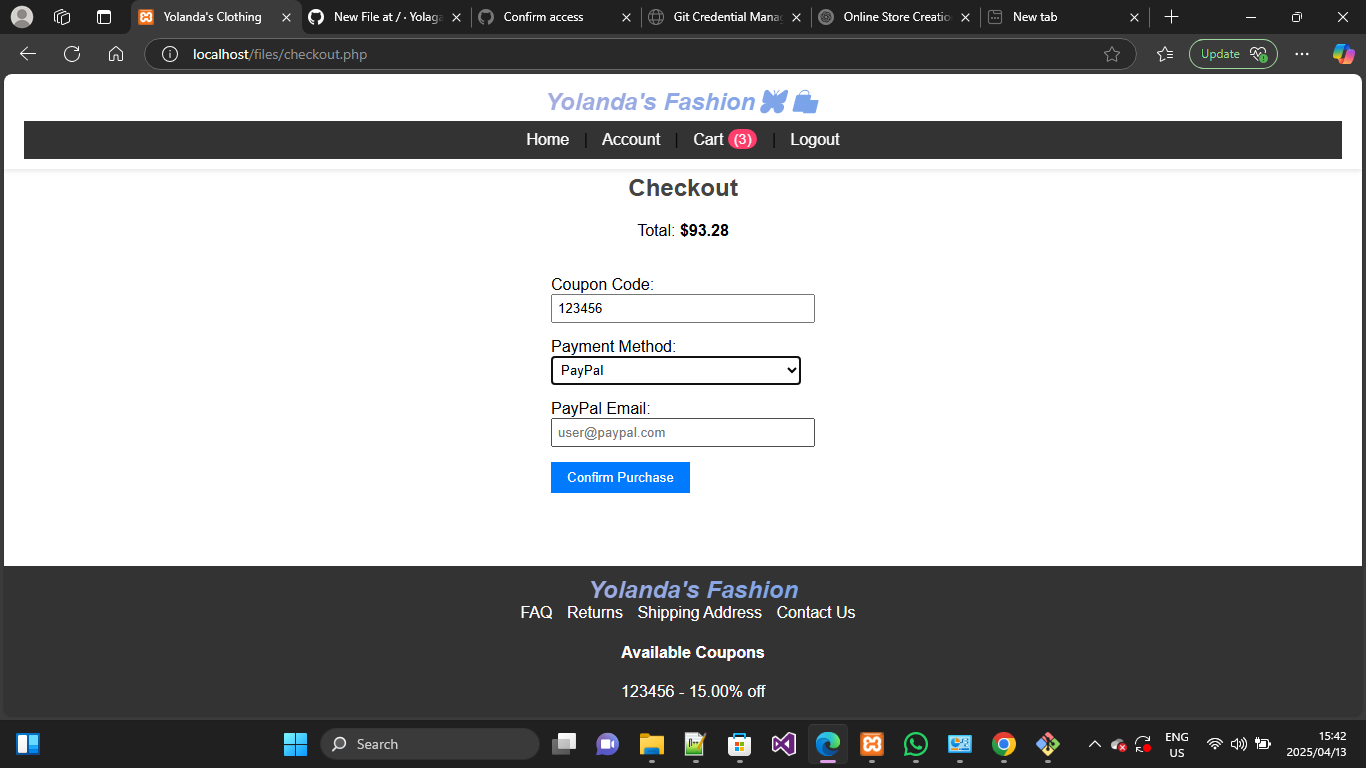 Yolanda's Clothing
New File at / · Yolaga
Confirm access
Git Credential Mana
Online Store Creatio
New tab
localhost/files/checkout.php
Update
Yolanda's Fashion
Home | Account | Cart (3) | Logout
Checkout
Total: $93.28
Coupon Code:
123456
Payment Method:
PayPal
PayPal Email:
user@paypal.com
Confirm Purchase
Yolanda's Fashion
FAQ Returns Shipping Address Contact Us
Available Coupons
123456 - 15.00% off
Search
ENG
US
15:42
2025/04/13